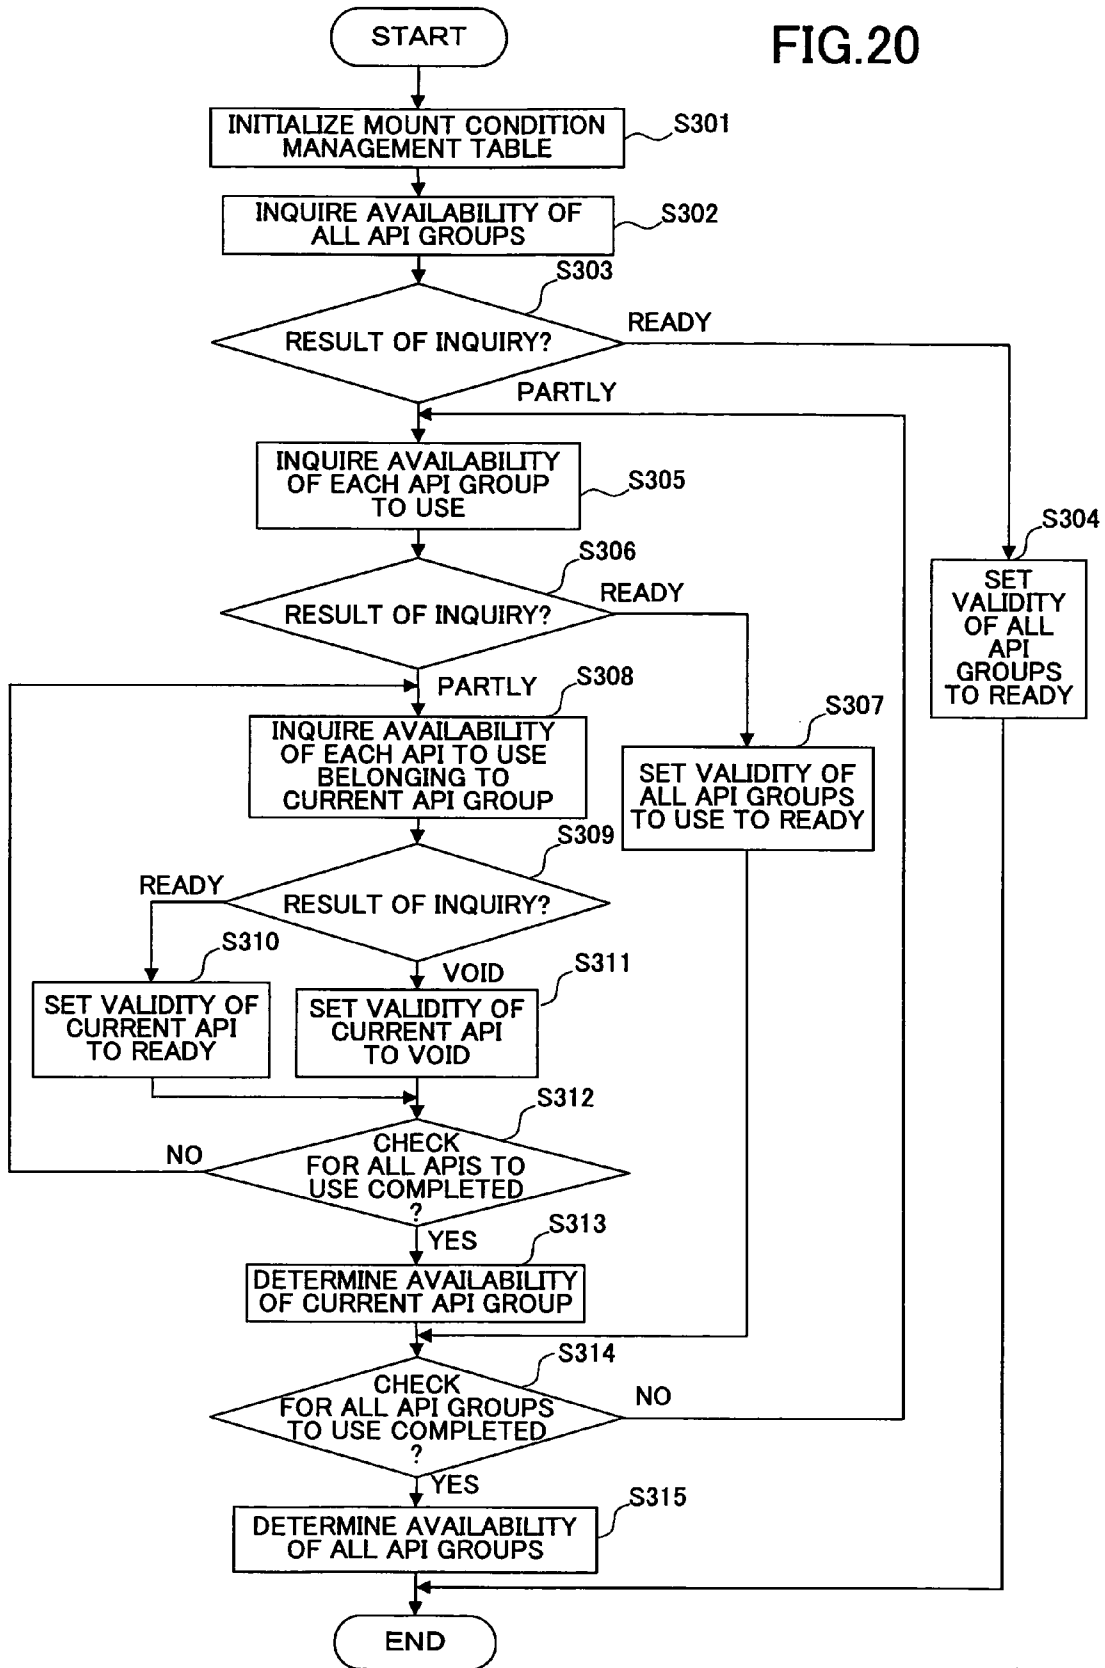 FIG.20
START
INITIALIZE MOUNT CONDITION
MANAGEMENT TABLE
S301
INQUIRE AVAILABILITY OF
ALL API GROUPS
S302
S303
RESULT OF INQUIRY?
READY
PARTLY
INQUIRE AVAILABILITY
OF EACH API GROUP
TO USE
S305
S304
SET
VALIDITY
OF ALL
API
GROUPS
TO READY
S306
RESULT OF INQUIRY?
READY
PARTLY
S308
INQUIRE AVAILABILITY
OF EACH API TO USE
BELONGING TO
CURRENT API GROUP
S307
SET VALIDITY OF
ALL API GROUPS
TO USE TO READY
S309
RESULT OF INQUIRY?
READY
VOID
S310
SET VALIDITY OF
CURRENT API
TO READY
S311
SET VALIDITY OF
CURRENT API
TO VOID
S312
CHECK
FOR ALL APIS TO
USE COMPLETED
?
NO
YES
S313
DETERMINE AVAILABILITY
OF CURRENT API GROUP
S314
CHECK
FOR ALL API GROUPS
TO USE COMPLETED
?
NO
YES
S315
DETERMINE AVAILABILITY
OF ALL API GROUPS
END